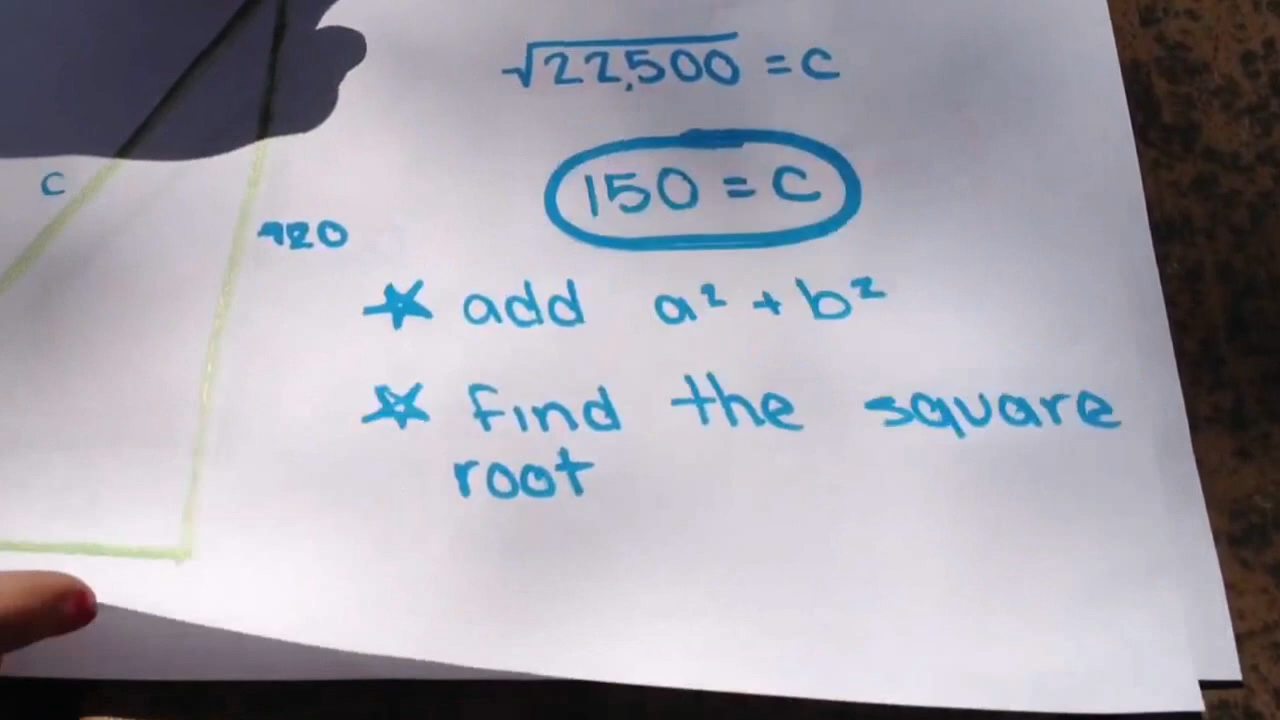 √22,500 = C
150 = C
C
120
add a² + b²
find the square
root